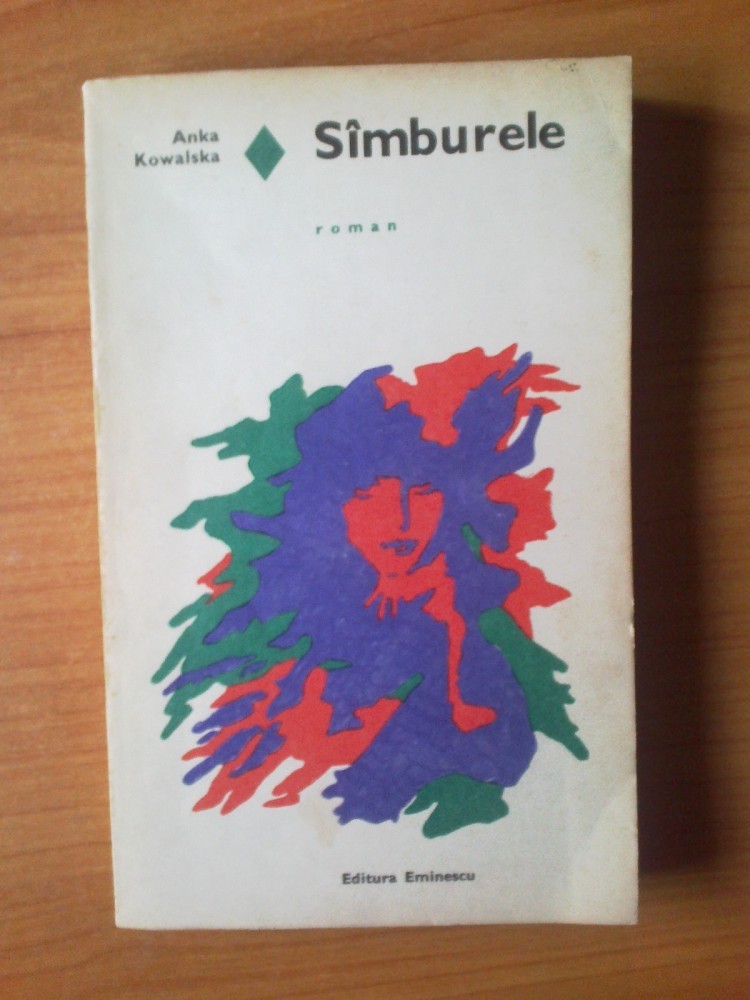 Anka
Kowalska
Sîmburele
roman
Editura Eminescu